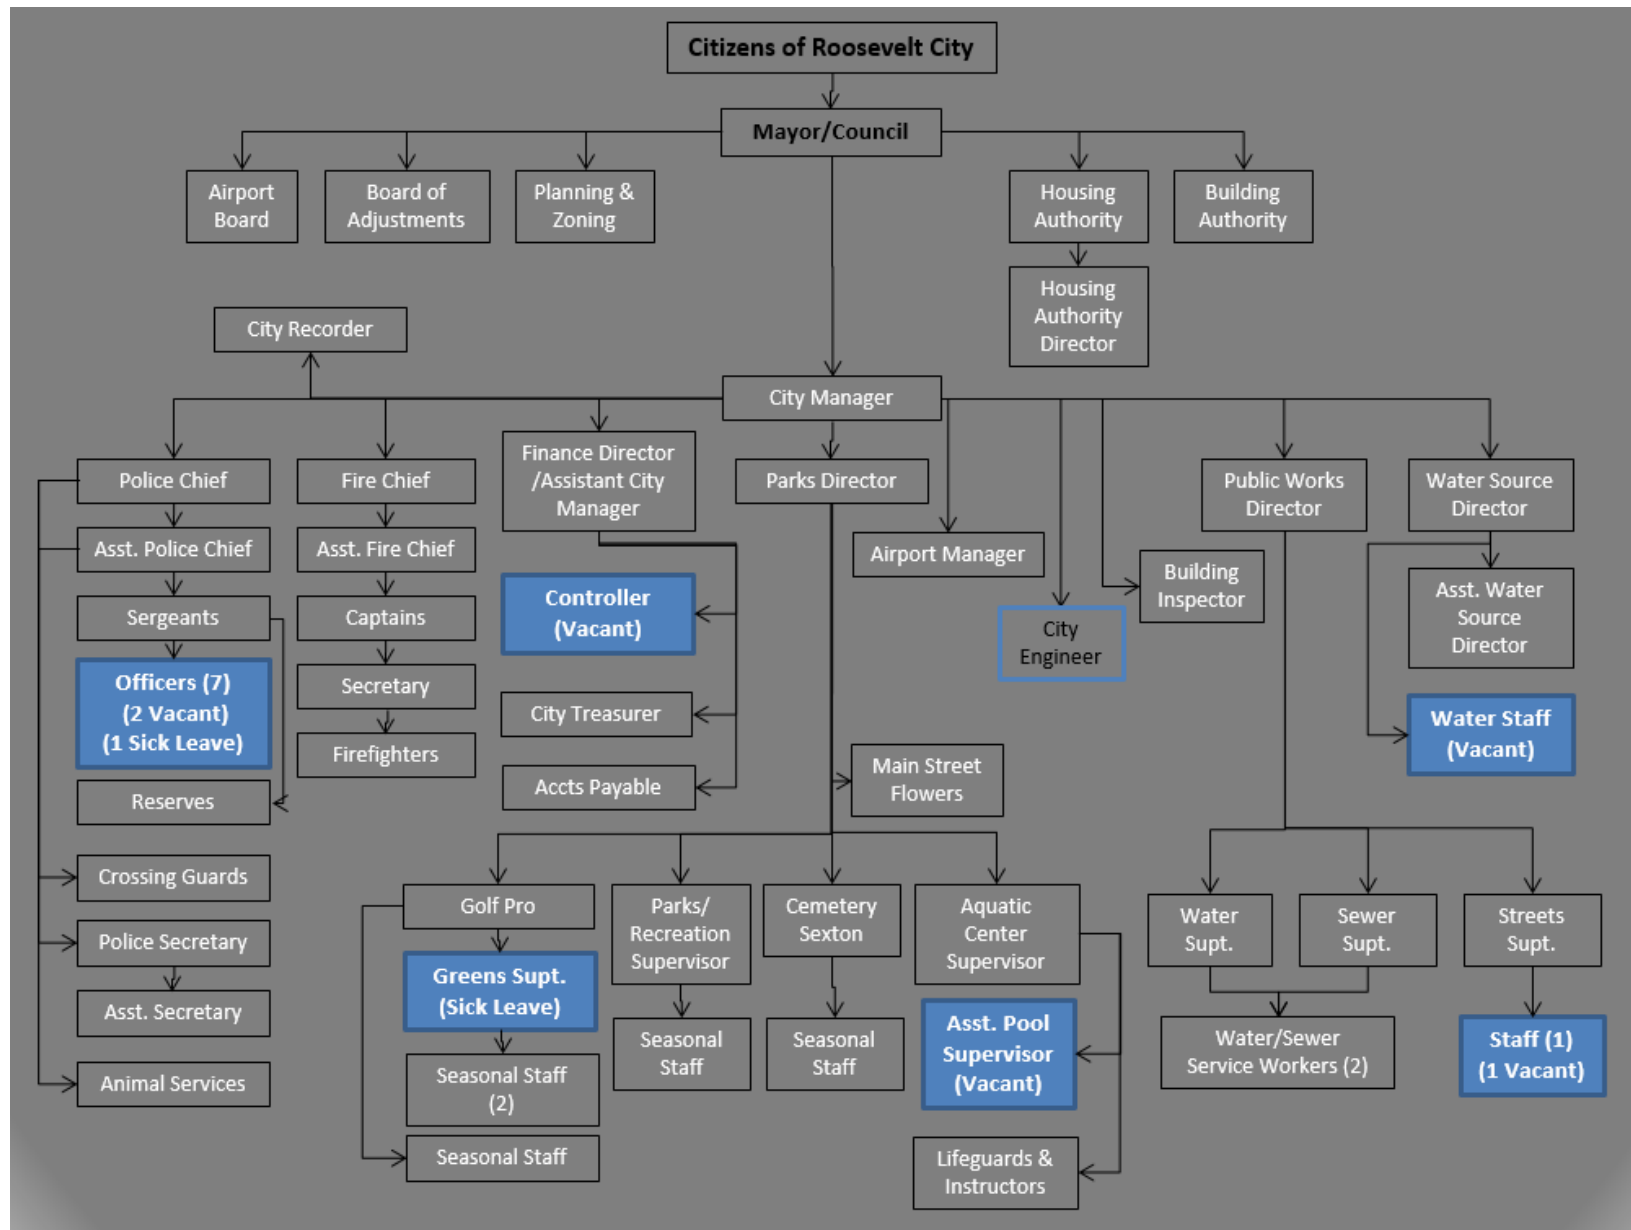 Citizens of Roosevelt City
Mayor/Council
Airport
Board
Board of
Adjustments
Planning &
Zoning
Housing
Authority
Building
Authority
Housing
Authority
Director
City Recorder
City Manager
Police Chief
Fire Chief
Finance Director
/Assistant City
Manager
Parks Director
Public Works
Director
Water Source
Director
Asst. Police Chief
Asst. Fire Chief
Airport Manager
Building
Inspector
Controller
(Vacant)
City
Engineer
Asst. Water
Source
Director
Sergeants
Captains
Officers (7)
(2 Vacant)
(1 Sick Leave)
Secretary
City Treasurer
Water Staff
(Vacant)
Firefighters
Accts Payable
Main Street
Flowers
Reserves
Crossing Guards
Golf Pro
Parks/
Recreation
Supervisor
Cemetery
Sexton
Aquatic
Center
Supervisor
Water
Supt.
Sewer
Supt.
Streets
Supt.
Police Secretary
Greens Supt.
(Sick Leave)
Asst. Secretary
Seasonal
Staff
Seasonal
Staff
Asst. Pool
Supervisor
(Vacant)
Water/Sewer
Service Workers (2)
Staff (1)
(1 Vacant)
Animal Services
Seasonal Staff
(2)
Seasonal Staff
Lifeguards &
Instructors